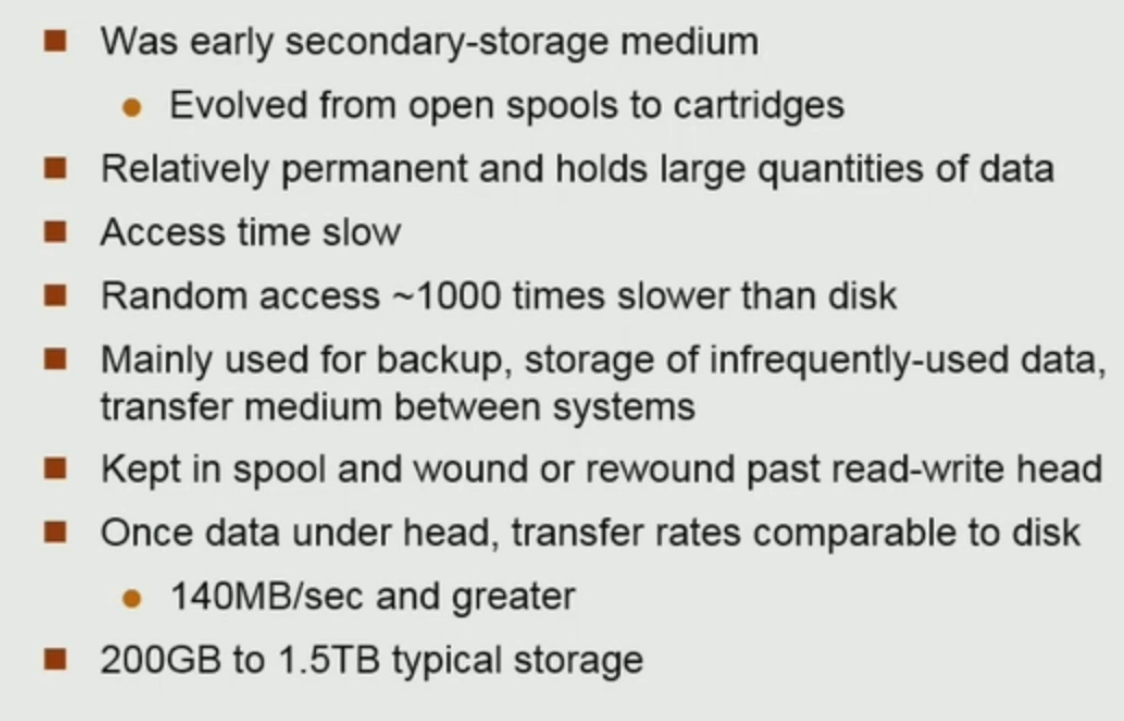 Was early secondary-storage medium
Evolved from open spools to cartridges
Relatively permanent and holds large quantities of data
Access time slow
Random access ~1000 times slower than disk
Mainly used for backup, storage of infrequently-used data,
transfer medium between systems
Kept in spool and wound or rewound past read-write head
Once data under head, transfer rates comparable to disk
140MB/sec and greater
200GB to 1.5TB typical storage